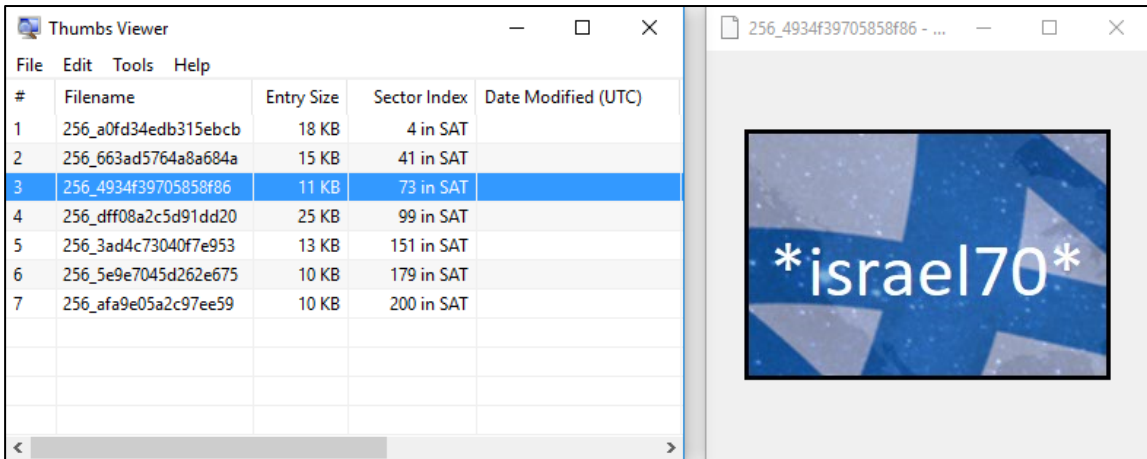 Thumbs Viewer
File Edit Tools Help
# Filename Entry Size Sector Index Date Modified (UTC)
1 256_a0fd34edb315ebcb 18 KB 4 in SAT
2 256_663ad5764a8a684a 15 KB 41 in SAT
3 256_4934f39705858f86 11 KB 73 in SAT
4 256_dff08a2c5d91dd20 25 KB 99 in SAT
5 256_3ad4c73040f7e953 13 KB 151 in SAT
6 256_5e9e7045d262e675 10 KB 179 in SAT
7 256_afa9e05a2c97ee59 10 KB 200 in SAT
256_4934f39705858f86 - ...
*israel70*